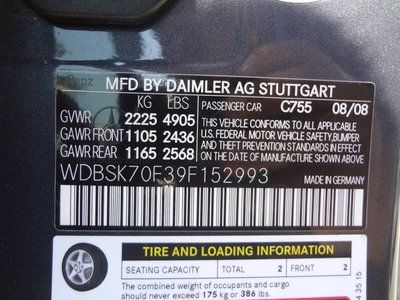 Benz
MFD BY DAIMLER AG STUTTGART
KG LBS PASSENGER CAR C755 08/08
GVWR 2225 4905 THIS VEHICLE CONFORMS TO ALL APPLICABLE
GAWR FRONT 1105 2436 U.S. FEDERAL MOTOR VEHICLE SAFETY,BUMPER
GAWR REAR 1165 2568 AND THEFT PREVENTION STANDARDS IN EFFECT
ON THE DATE OF MANUFACTURE SHOWN ABOVE
WDBSK70F39F152993 MADE IN GERMANY
TIRE AND LOADING INFORMATION
SEATING CAPACITY TOTAL 2 FRONT 2
The combined weight of occupants and cargo
should never exceed 175 kg or 386 lbs.
4 35 15